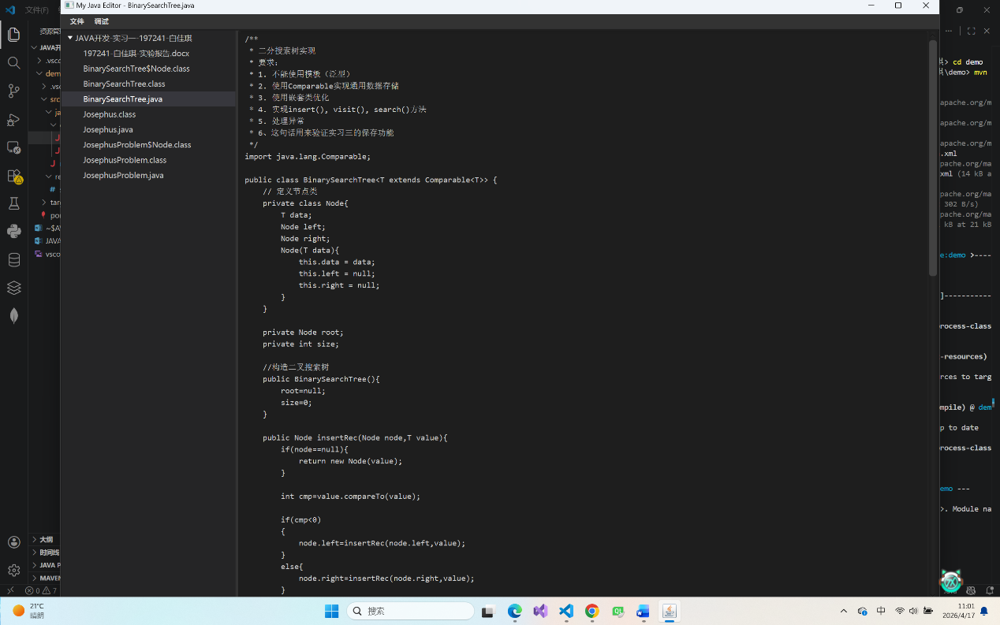 My Java Editor - BinarySearchTree.java
文件(F)
文件 调试
资源管
JAVA开
.vsc
dem
.vs
src
ja
re
#
targ
~$A
JAVA
vsco
JAVA开发-实习一-197241-白佳琪
197241-白佳琪-实验报告.docx
BinarySearchTree$Node.class
BinarySearchTree.class
BinarySearchTree.java
Josephus.class
Josephus.java
JosephusProblem$Node.class
JosephusProblem.class
JosephusProblem.java
大纲
时间线
JAVA P
MAVEN
0 7
/**
* 二分搜索树实现
* 要求:
* 1. 不能使用模板（泛型）
* 2. 使用Comparable实现通用数据存储
* 3. 使用嵌套类优化
* 4. 实现insert(), visit(), search()方法
* 5. 处理异常
* 6、这句话用来验证实习三的保存功能
*/
import java.lang.Comparable;
public class BinarySearchTree<T extends Comparable<T>> {
// 定义节点类
private class Node{
T data;
Node left;
Node right;
Node(T data){
this.data = data;
this.left = null;
this.right = null;
}
}
private Node root;
private int size;
//构造二叉搜索树
public BinarySearchTree(){
root=null;
size=0;
}
public Node insertRec(Node node,T value){
if(node==null){
return new Node(value);
}
int cmp=value.compareTo(value);
if(cmp<0)
{
node.left=insertRec(node.left,value);
}
else{
node.right=insertRec(node.right,value);
}
> cd demo
\demo> mvn
apache.org/m
apache.org/m
apache.org/m
.xml
pache.org/ma
xml (14 kB a
pache.org/ma
302 B/s)
pache.org/ma
kB at 21 kB
e:demo >----
]-----------
rocess-class
-resources)
rces to targ
mpile) @ dem
p to date
rocess-class
emo ---
>. Module na
21°C
晴朗
搜索
中
11:01
2026/4/17